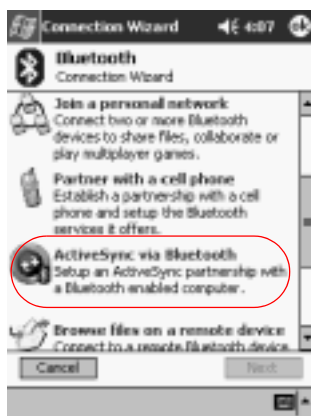 Connection Wizard 4:07 ok
Bluetooth
Connection Wizard
Join a personal network
Connect two or more Bluetooth
devices to share files, collaborate or
play multiplayer games.
Partner with a cell phone
Establish a partnership with a cell
phone and setup the Bluetooth
services it offers.
ActiveSync via Bluetooth
Setup an ActiveSync partnership with
a Bluetooth enabled computer.
Browse files on a remote device
Connect to a remote Bluetooth device
Cancel Next